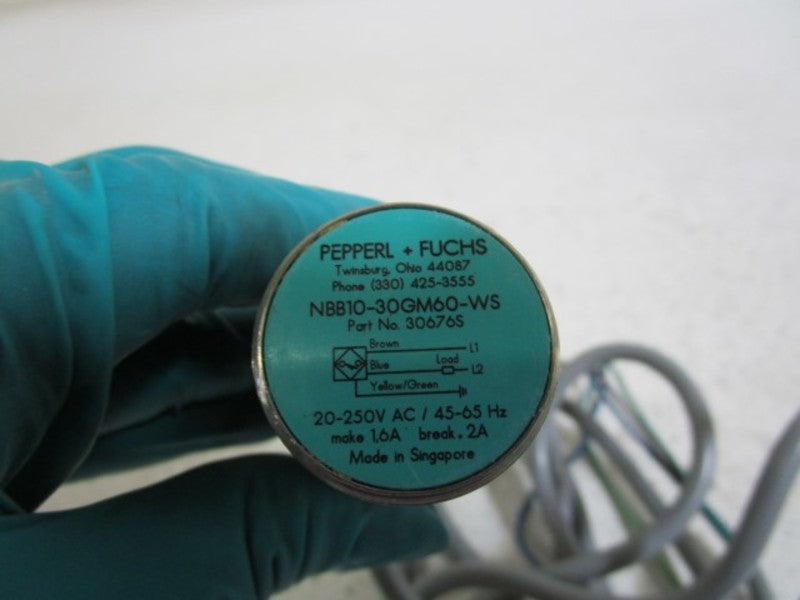 PEPPERL + FUCHS
Twinsburg, Ohio 44087
Phone (330) 425-3555
NBB10-30GM60-WS
Part No. 30676S
Brown L1
Blue Load L2
Yellow/Green
20-250V AC / 45-65 Hz
make 1,6A break .2A
Made in Singapore